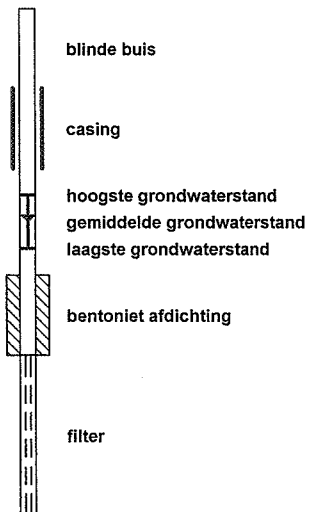 blinde buis
casing
hoogste grondwaterstand
gemiddelde grondwaterstand
laagste grondwaterstand
bentoniet afdichting
filter